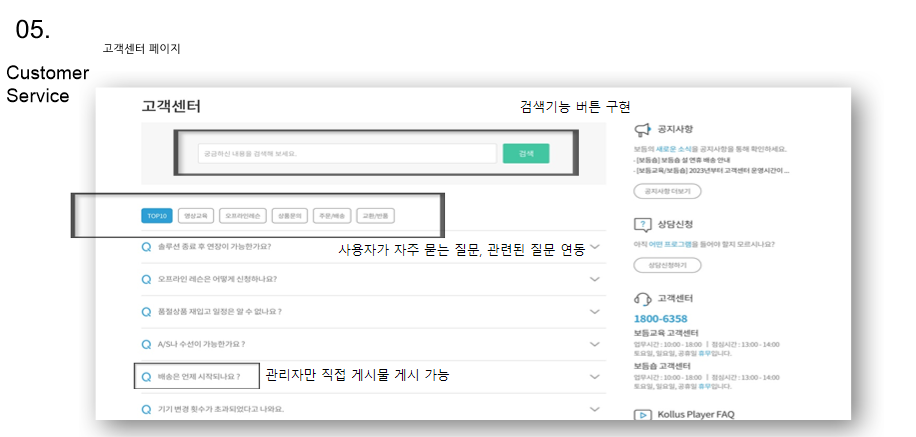 05.
고객센터 페이지
Customer
Service
고객센터
검색기능 버튼 구현
궁금하신 내용을 검색해 보세요.
검색
TOP10
영상교육
오프라인레슨
상품문의
주문/배송
교환/반품
Q 솔루션 종료 후 연장이 가능한가요?
사용자가 자주 묻는 질문, 관련된 질문 연동
Q 오프라인 레슨은 어떻게 신청하나요?
Q 품절상품 재입고 일정은 알 수 없나요 ?
Q A/S나 수선이 가능한가요 ?
Q 배송은 언제 시작되나요 ?
관리자만 직접 게시물 게시 가능
Q 기기 변경 횟수가 초과되었다고 나와요.
공지사항
보듬의 새로운 소식을 공지사항을 통해 확인하세요.
- [보듬숍] 보듬숍 설 연휴 배송 안내
- [보듬교육/보듬숍] 2023년부터 고객센터 운영시간이 ...
공지사항 더보기
상담신청
아직 어떤 프로그램을 들어야 할지 모르시나요?
상담신청하기
고객센터
1800-6358
보듬교육 고객센터
업무시간 : 10:00 - 18:00 ㅣ 점심시간 : 13:00 - 14:00
토요일, 일요일, 공휴일 휴무입니다.
보듬숍 고객센터
업무시간 : 10:00 - 18:00 ㅣ 점심시간 : 13:00 - 14:00
토요일, 일요일, 공휴일 휴무입니다.
Kollus Player FAQ